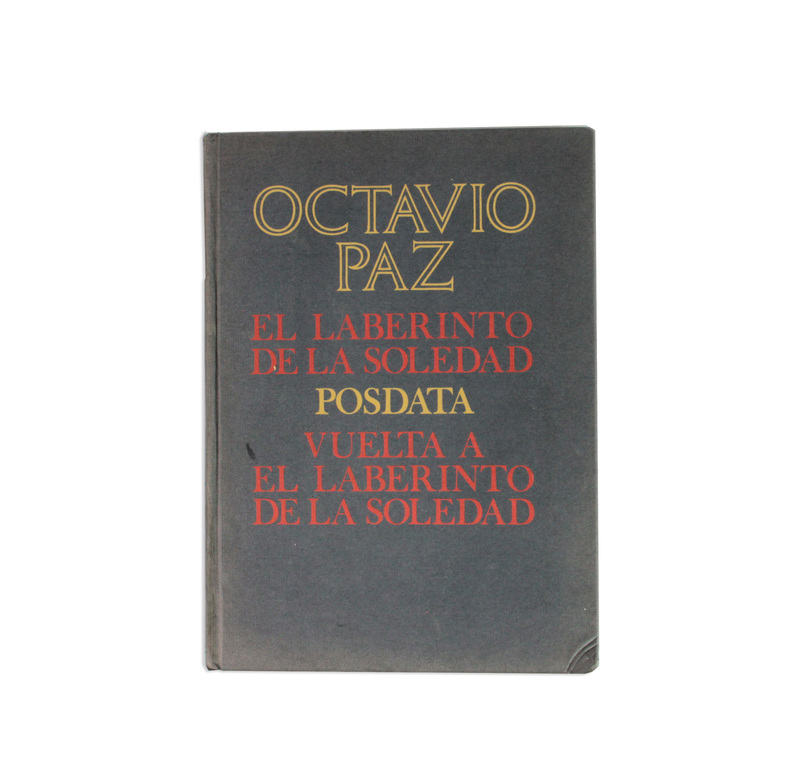 OCTAVIO
PAZ
EL LABERINTO
DE LA SOLEDAD
POSDATA
VUELTA A
EL LABERINTO
DE LA SOLEDAD